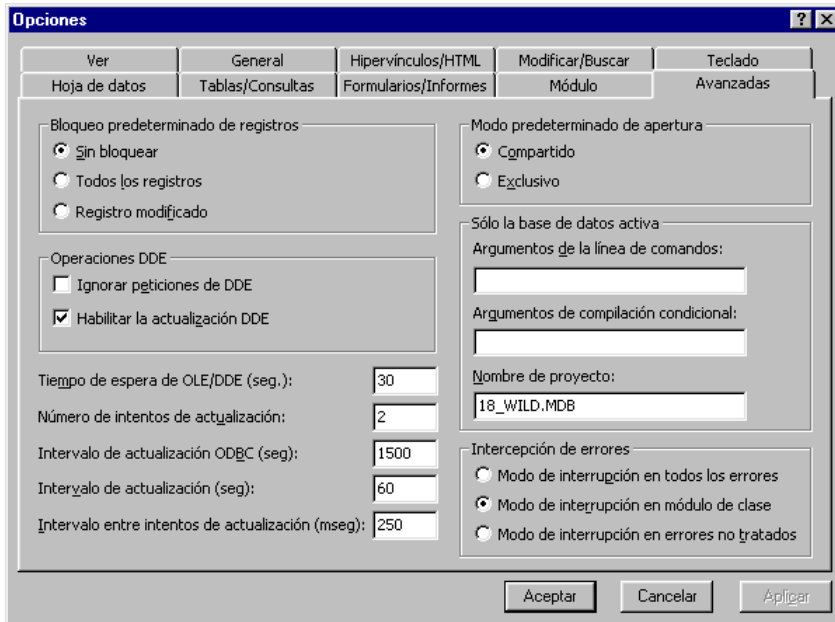 Opciones
Ver General Hipervínculos/HTML Modificar/Buscar Teclado
Hoja de datos Tablas/Consultas Formularios/Informes Módulo Avanzadas
Bloqueo predeterminado de registros
Sin bloquear
Todos los registros
Registro modificado
Operaciones DDE
Ignorar peticiones de DDE
Habilitar la actualización DDE
Tiempo de espera de OLE/DDE (seg.): 30
Número de intentos de actualización: 2
Intervalo de actualización ODBC (seg): 1500
Intervalo de actualización (seg): 60
Intervalo entre intentos de actualización (mseg): 250
Modo predeterminado de apertura
Compartido
Exclusivo
Sólo la base de datos activa
Argumentos de la línea de comandos:
Argumentos de compilación condicional:
Nombre de proyecto:
18_WILD.MDB
Intercepción de errores
Modo de interrupción en todos los errores
Modo de interrupción en módulo de clase
Modo de interrupción en errores no tratados
Aceptar Cancelar Aplicar